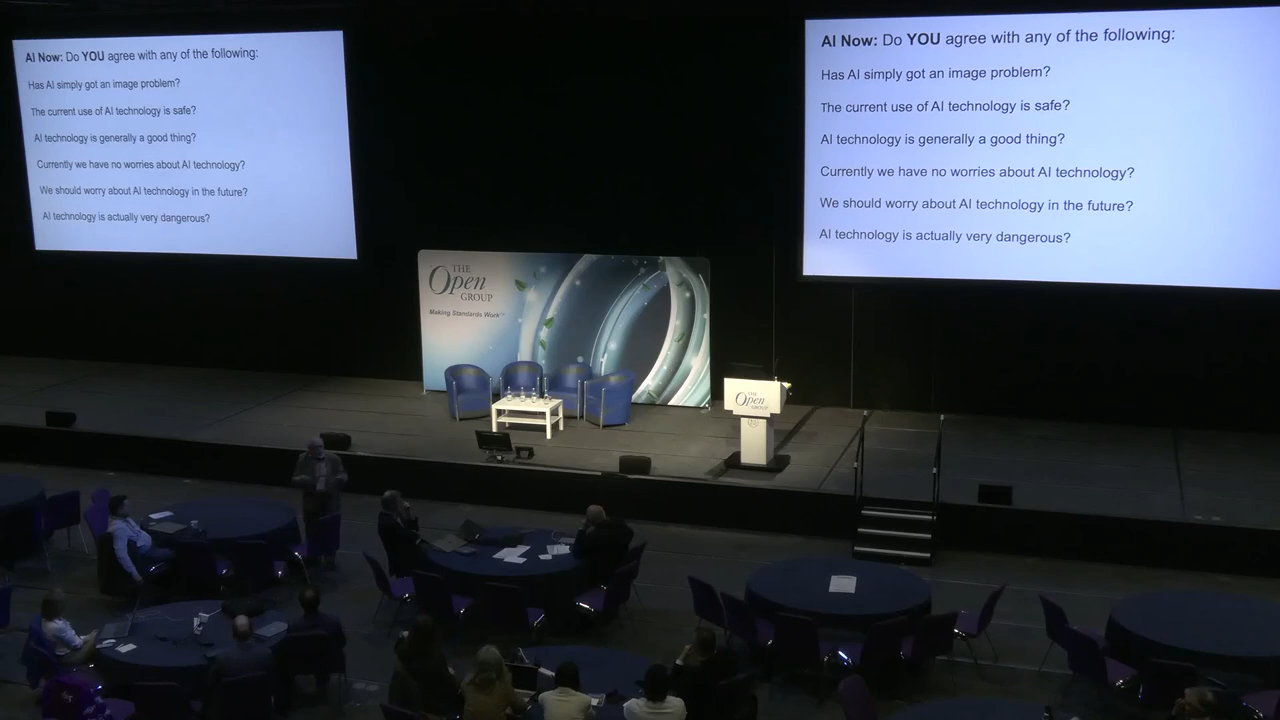 AI Now: Do YOU agree with any of the following:
Has AI simply got an image problem?
The current use of AI technology is safe?
AI technology is generally a good thing?
Currently we have no worries about AI technology?
We should worry about AI technology in the future?
AI technology is actually very dangerous?
AI Now: Do YOU agree with any of the following:
Has AI simply got an image problem?
The current use of AI technology is safe?
AI technology is generally a good thing?
Currently we have no worries about AI technology?
We should worry about AI technology in the future?
AI technology is actually very dangerous?
THE
Open
GROUP
Making Standards Work™
THE
Open
GROUP